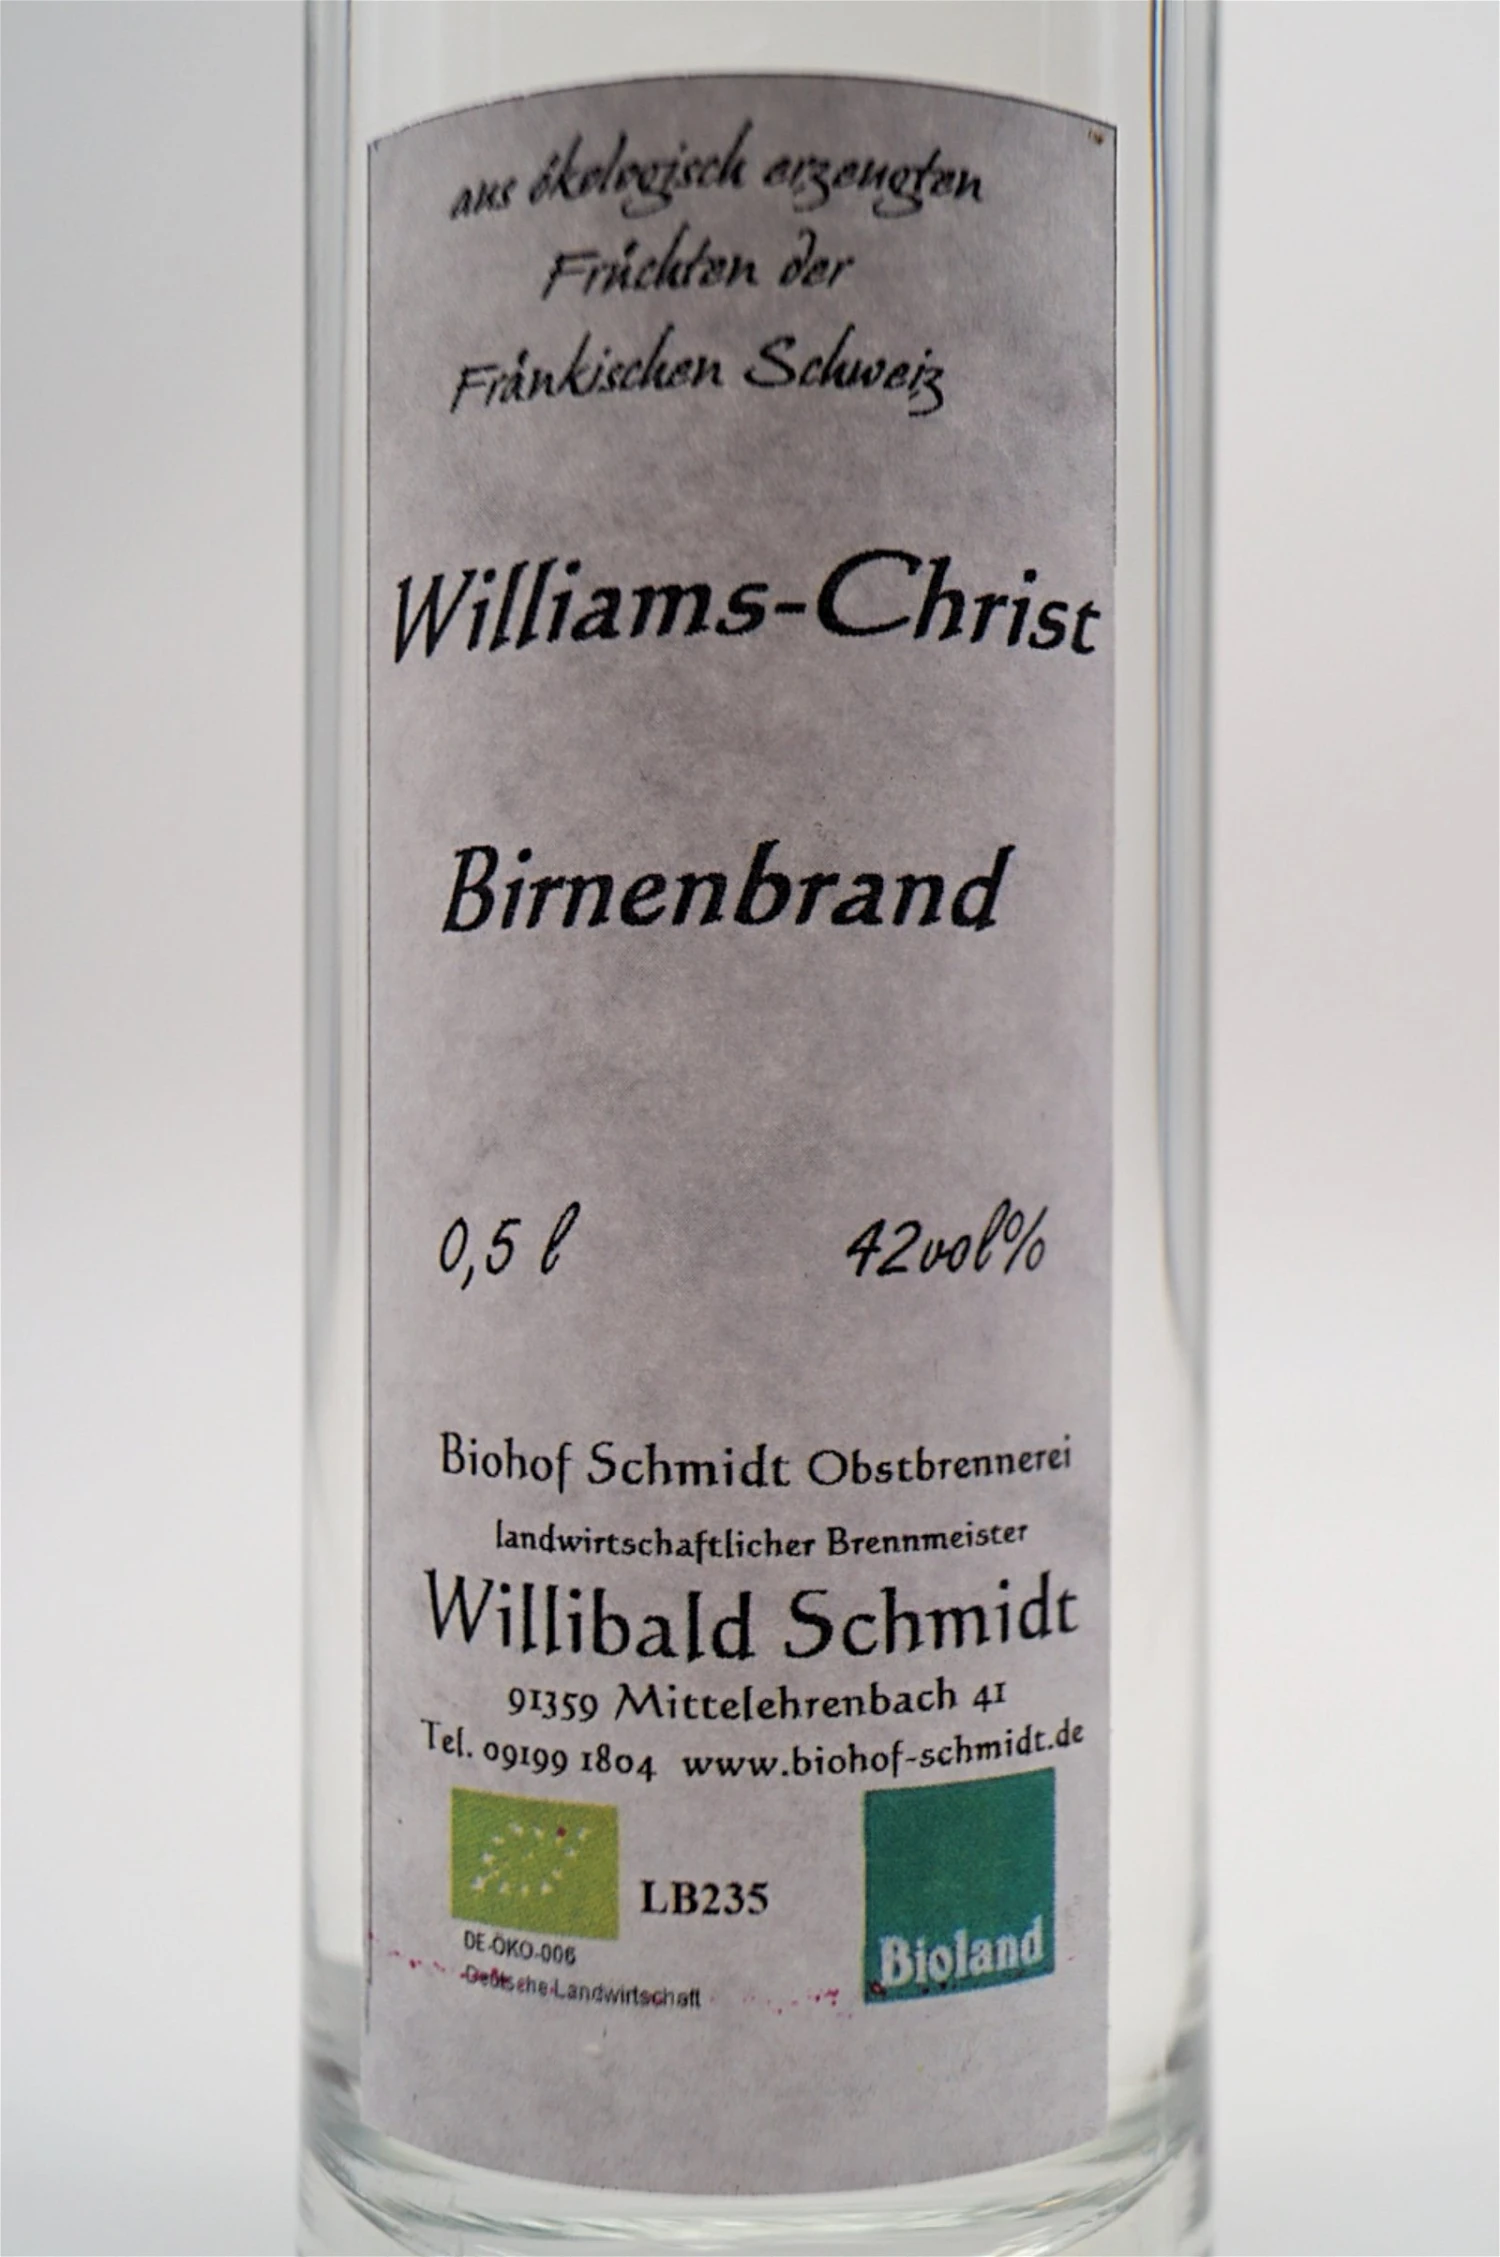 aus ökologisch erzeugten
Früchten der
Fränkischen Schweiz
Williams-Christ
Birnenbrand
0,5 l 42vol%
Biohof Schmidt Obstbrennerei
landwirtschaftlicher Brennmeister
Willibald Schmidt
91359 Mittelehrenbach 41
Tel. 09199 1804 www.biohof-schmidt.de
LB235
DE-ÖKO-006
Deutsche Landwirtschaft
Bioland